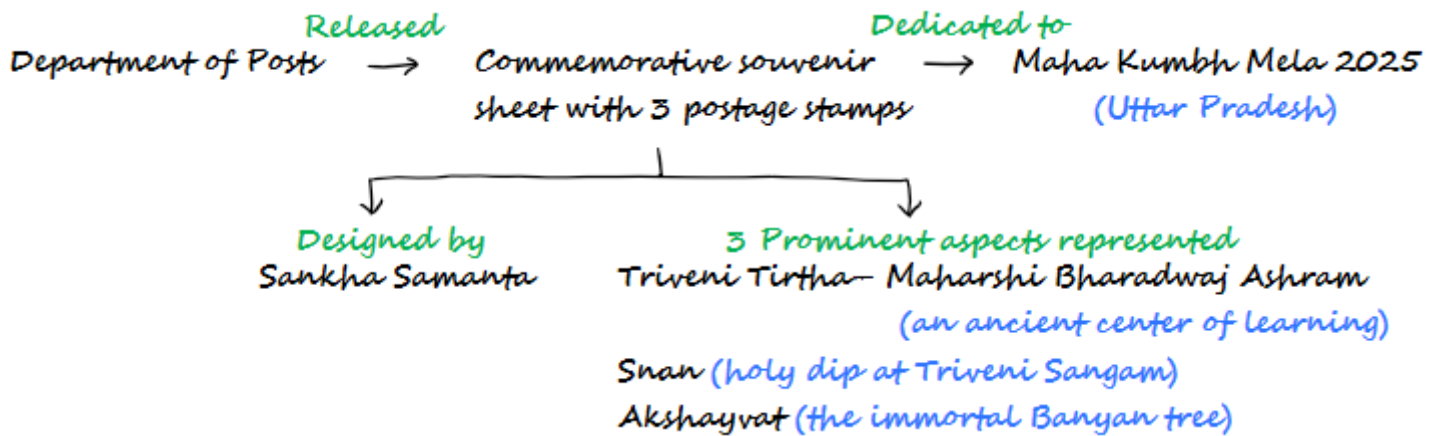 Released
Dedicated to
Department of Posts → Commemorative souvenir → Maha Kumbh Mela 2025
sheet with 3 postage stamps (Uttar Pradesh)
Designed by
3 Prominent aspects represented
Sankha Samanta
Triveni Tirtha– Maharshi Bharadwaj Ashram
(an ancient center of learning)
Snan (holy dip at Triveni Sangam)
Akshayvat (the immortal Banyan tree)